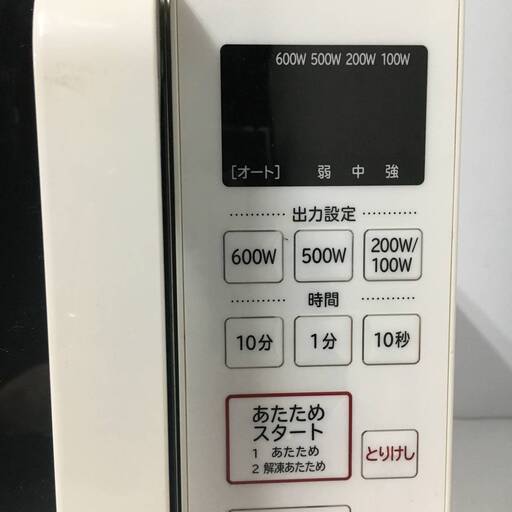 600W 500W 200W 100W
[オート] 弱 中 強
出力設定
600W 500W 200W/
100W
時間
10分 1分 10秒
あたため
スタート
1 あたため
2 解凍あたため
とりけし